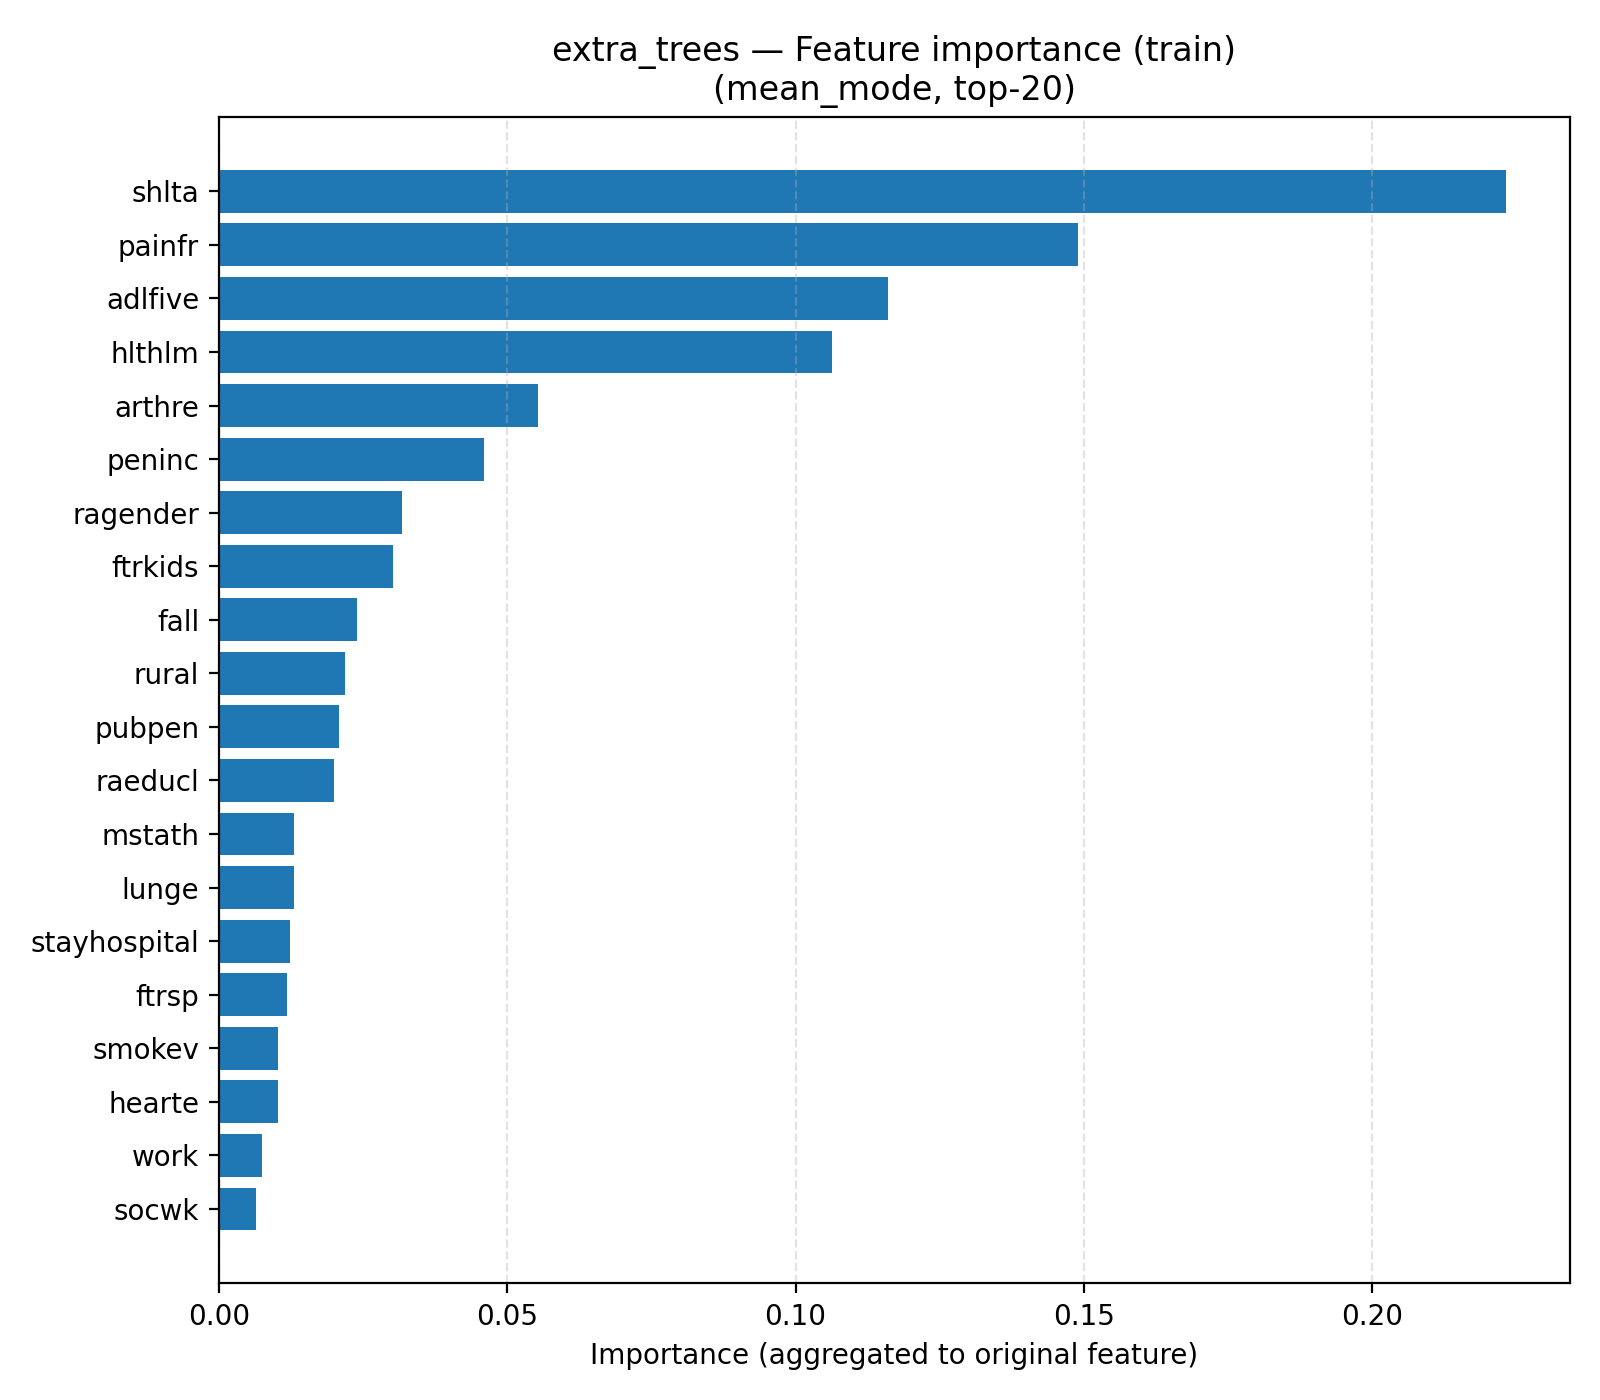 extra_trees — Feature importance (train)
(mean_mode, top-20)
shlta
painfr
adlfive
hlthlm
arthre
peninc
ragender
ftrkids
fall
rural
pubpen
raeducl
mstath
lunge
stayhospital
ftrsp
smokev
hearte
work
socwk
0.00 0.05 0.10 0.15 0.20
Importance (aggregated to original feature)